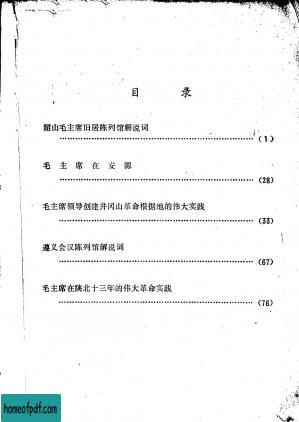 目 录
韶山毛主席旧居陈列馆解说词
……………………………………………………(1)
毛主席在安源
……………………………………………………(28)
毛主席领导创建井冈山革命根据地的伟大实践
……………………………………………………(33)
遵义会议陈列馆解说词
……………………………………………………(67)
毛主席在陕北十三年的伟大革命实践
……………………………………………………(76)
homeofpdf.com
homeofpdf.com